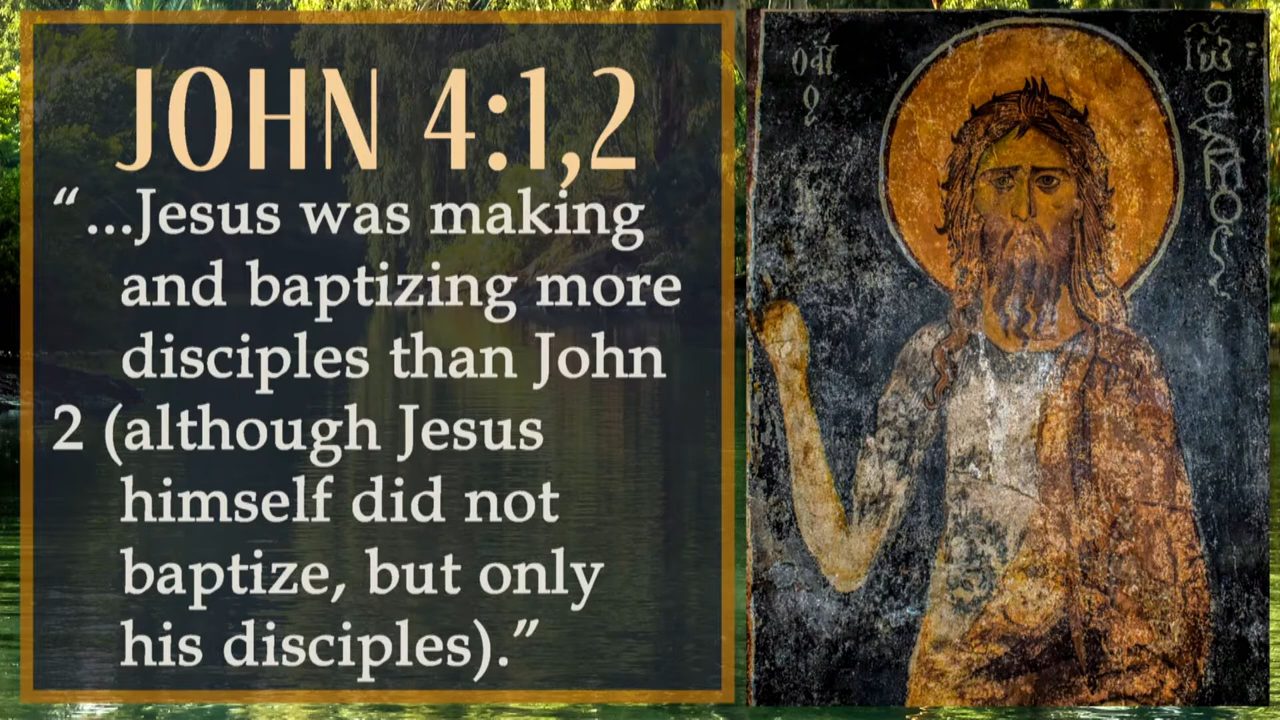 JOHN 4:1,2
“...Jesus was making
and baptizing more
disciples than John
2 (although Jesus
himself did not
baptize, but only
his disciples).”